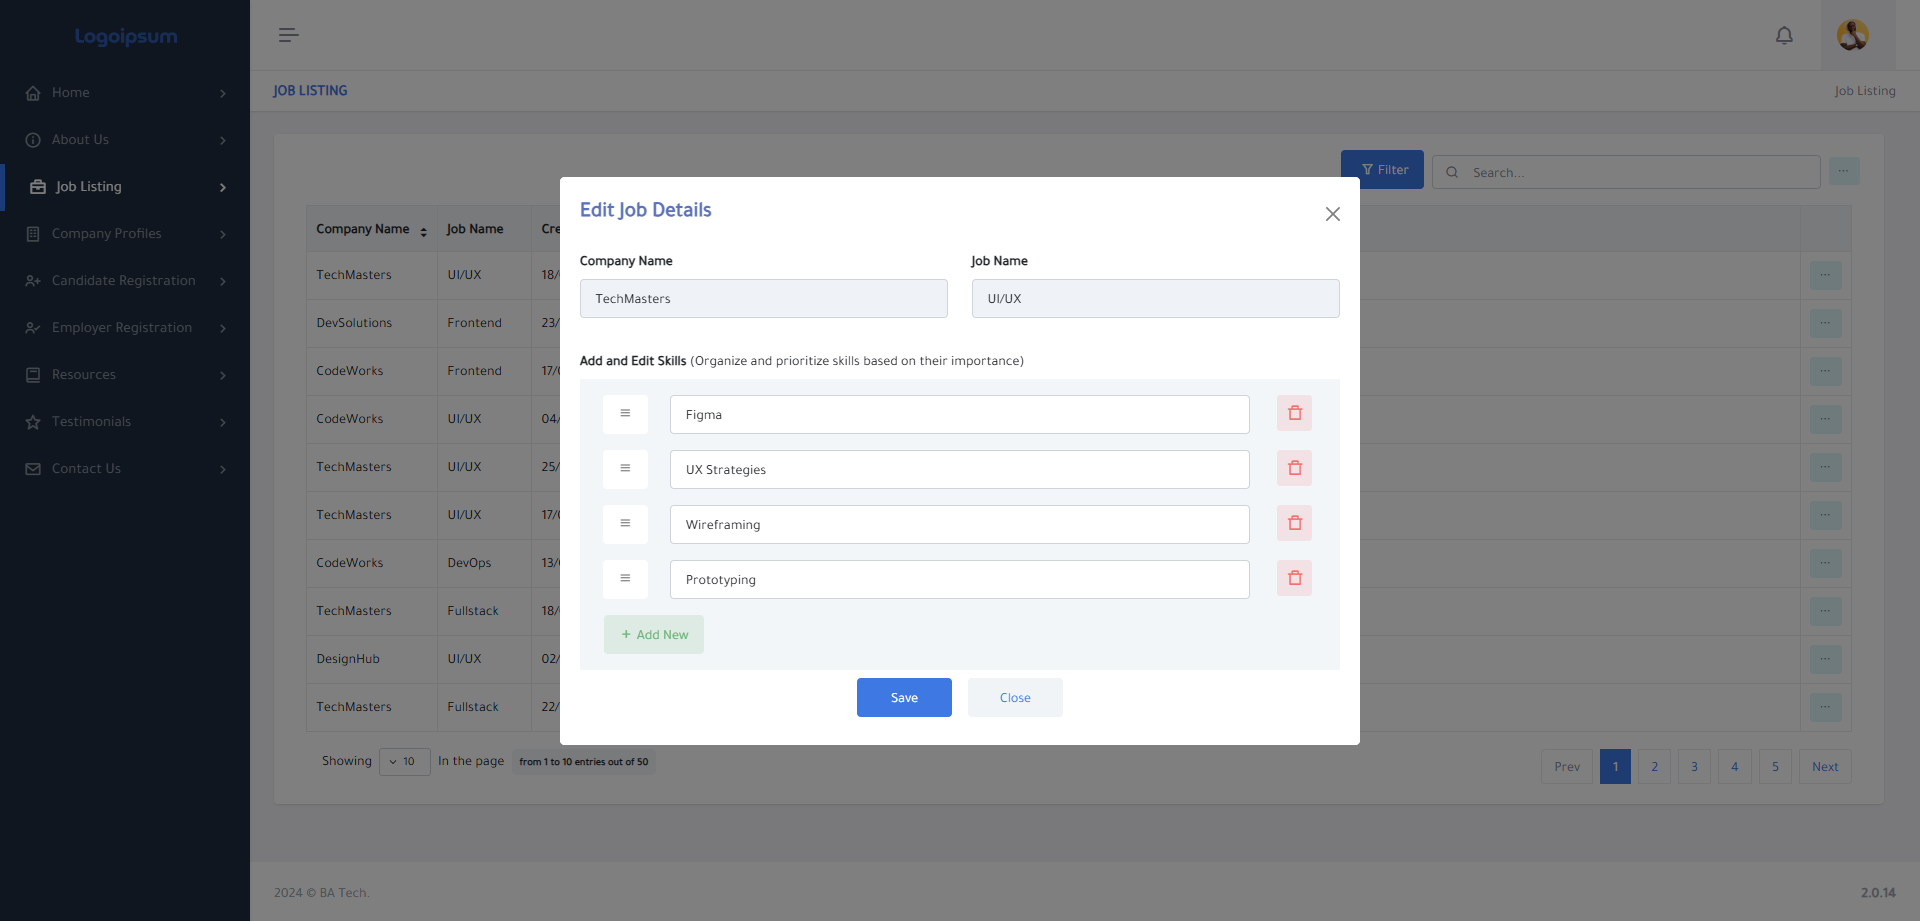 Logoipsum
Home
About Us
Job Listing
Company Profiles
Candidate Registration
Employer Registration
Resources
Testimonials
Contact Us
JOB LISTING
Job Listing
Filter
Search...
Company Name Job Name Cre
TechMasters UI/UX 18/
DevSolutions Frontend 23/
CodeWorks Frontend 17/
CodeWorks UI/UX 04/
TechMasters UI/UX 25/
TechMasters UI/UX 17/
CodeWorks DevOps 13/
TechMasters Fullstack 18/
DesignHub UI/UX 02/
TechMasters Fullstack 22/
Showing 10 In the page from 1 to 10 entries out of 50
Prev 1 2 3 4 5 Next
Edit Job Details
Company Name Job Name
TechMasters UI/UX
Add and Edit Skills (Organize and prioritize skills based on their importance)
Figma
UX Strategies
Wireframing
Prototyping
+ Add New
Save Close
2024 © BA Tech.
2.0.14